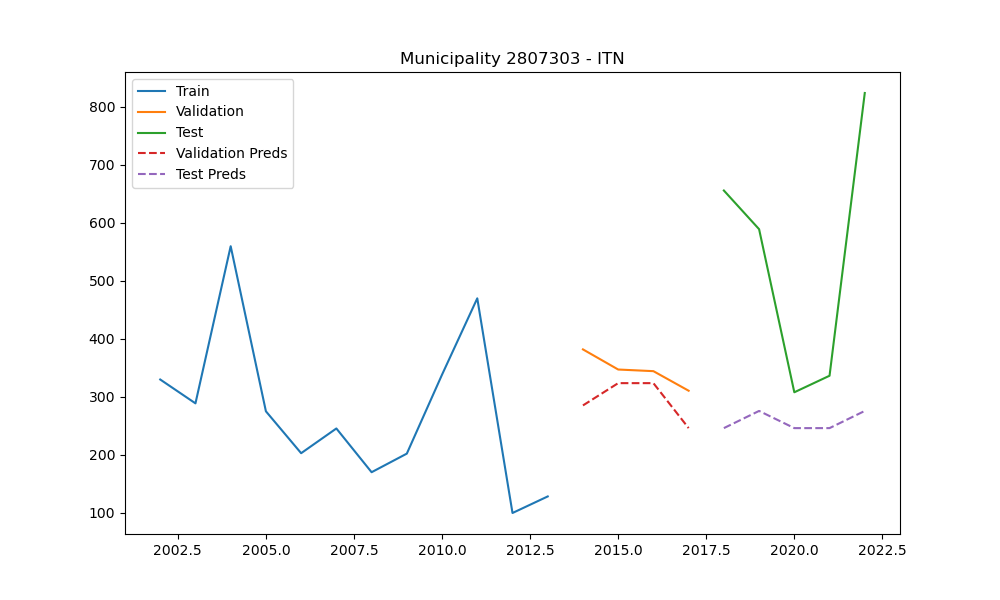 Municipality 2807303 - ITN
Train
Validation
Test
Validation Preds
Test Preds
800
700
600
500
400
300
200
100
2002.5 2005.0 2007.5 2010.0 2012.5 2015.0 2017.5 2020.0 2022.5